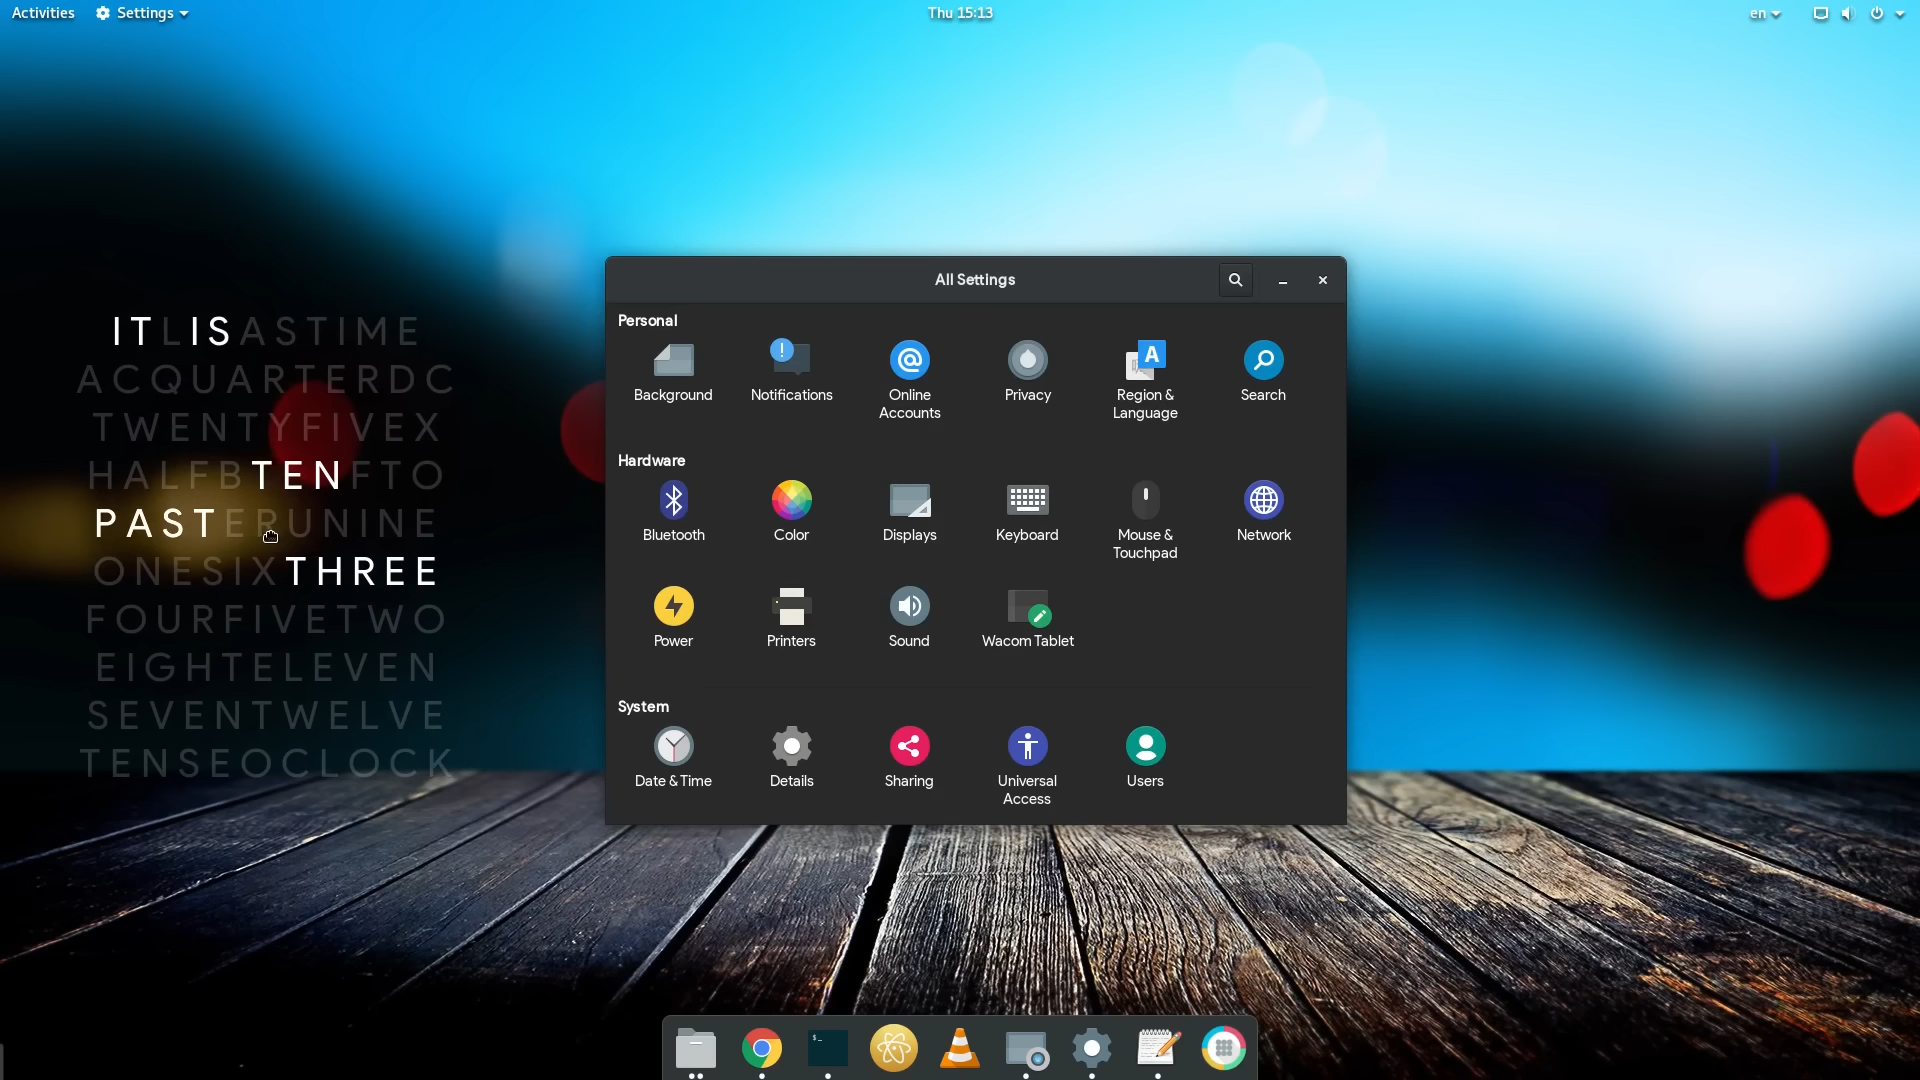 Activities Settings Thu 15:13 en
ITLISASTIME
ACQUARTERDC
TWENTYFIVEX
HALFBTENFTO
PASTERUNINE
ONESIXTHREE
FOURFIVETWO
EIGHTELEVEN
SEVENTWELVE
TENSEOCLOCK
All Settings
Personal
Background Notifications Online Accounts Privacy Region & Language Search
Hardware
Bluetooth Color Displays Keyboard Mouse & Touchpad Network
Power Printers Sound Wacom Tablet
System
Date & Time Details Sharing Universal Access Users